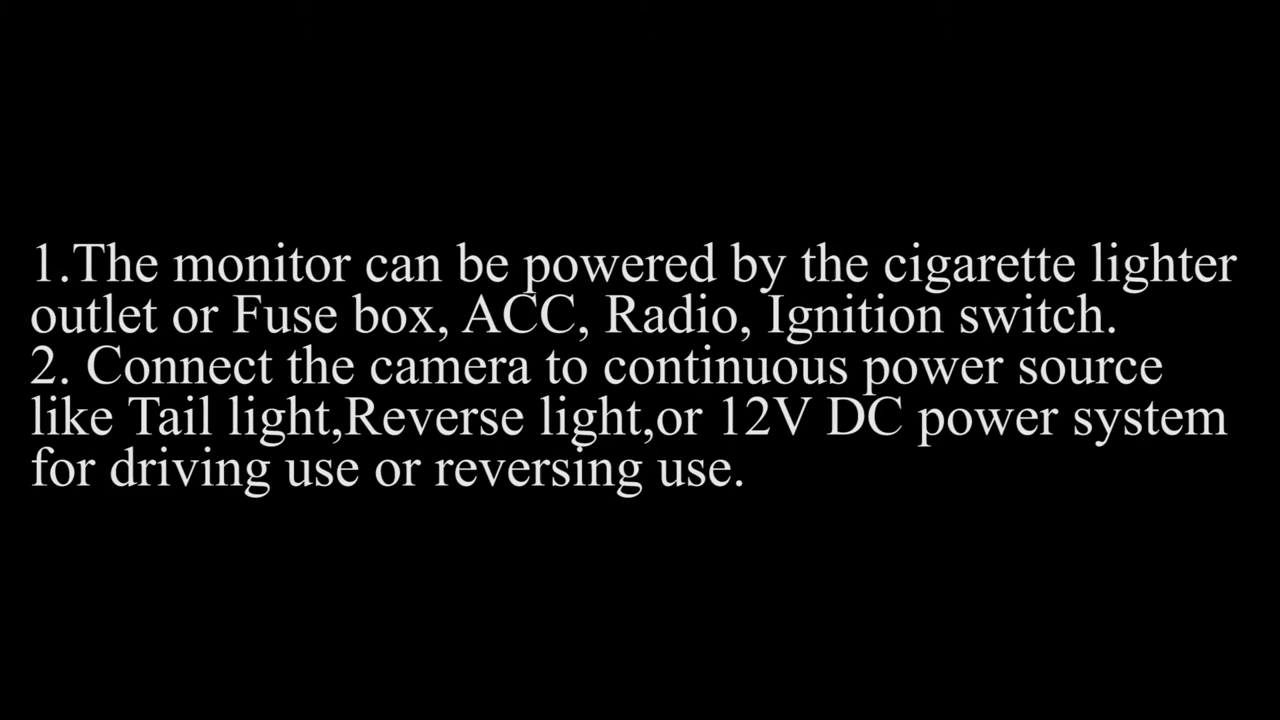 1.The monitor can be powered by the cigarette lighter
outlet or Fuse box, ACC, Radio, Ignition switch.
2. Connect the camera to continuous power source
like Tail light,Reverse light,or 12V DC power system
for driving use or reversing use.